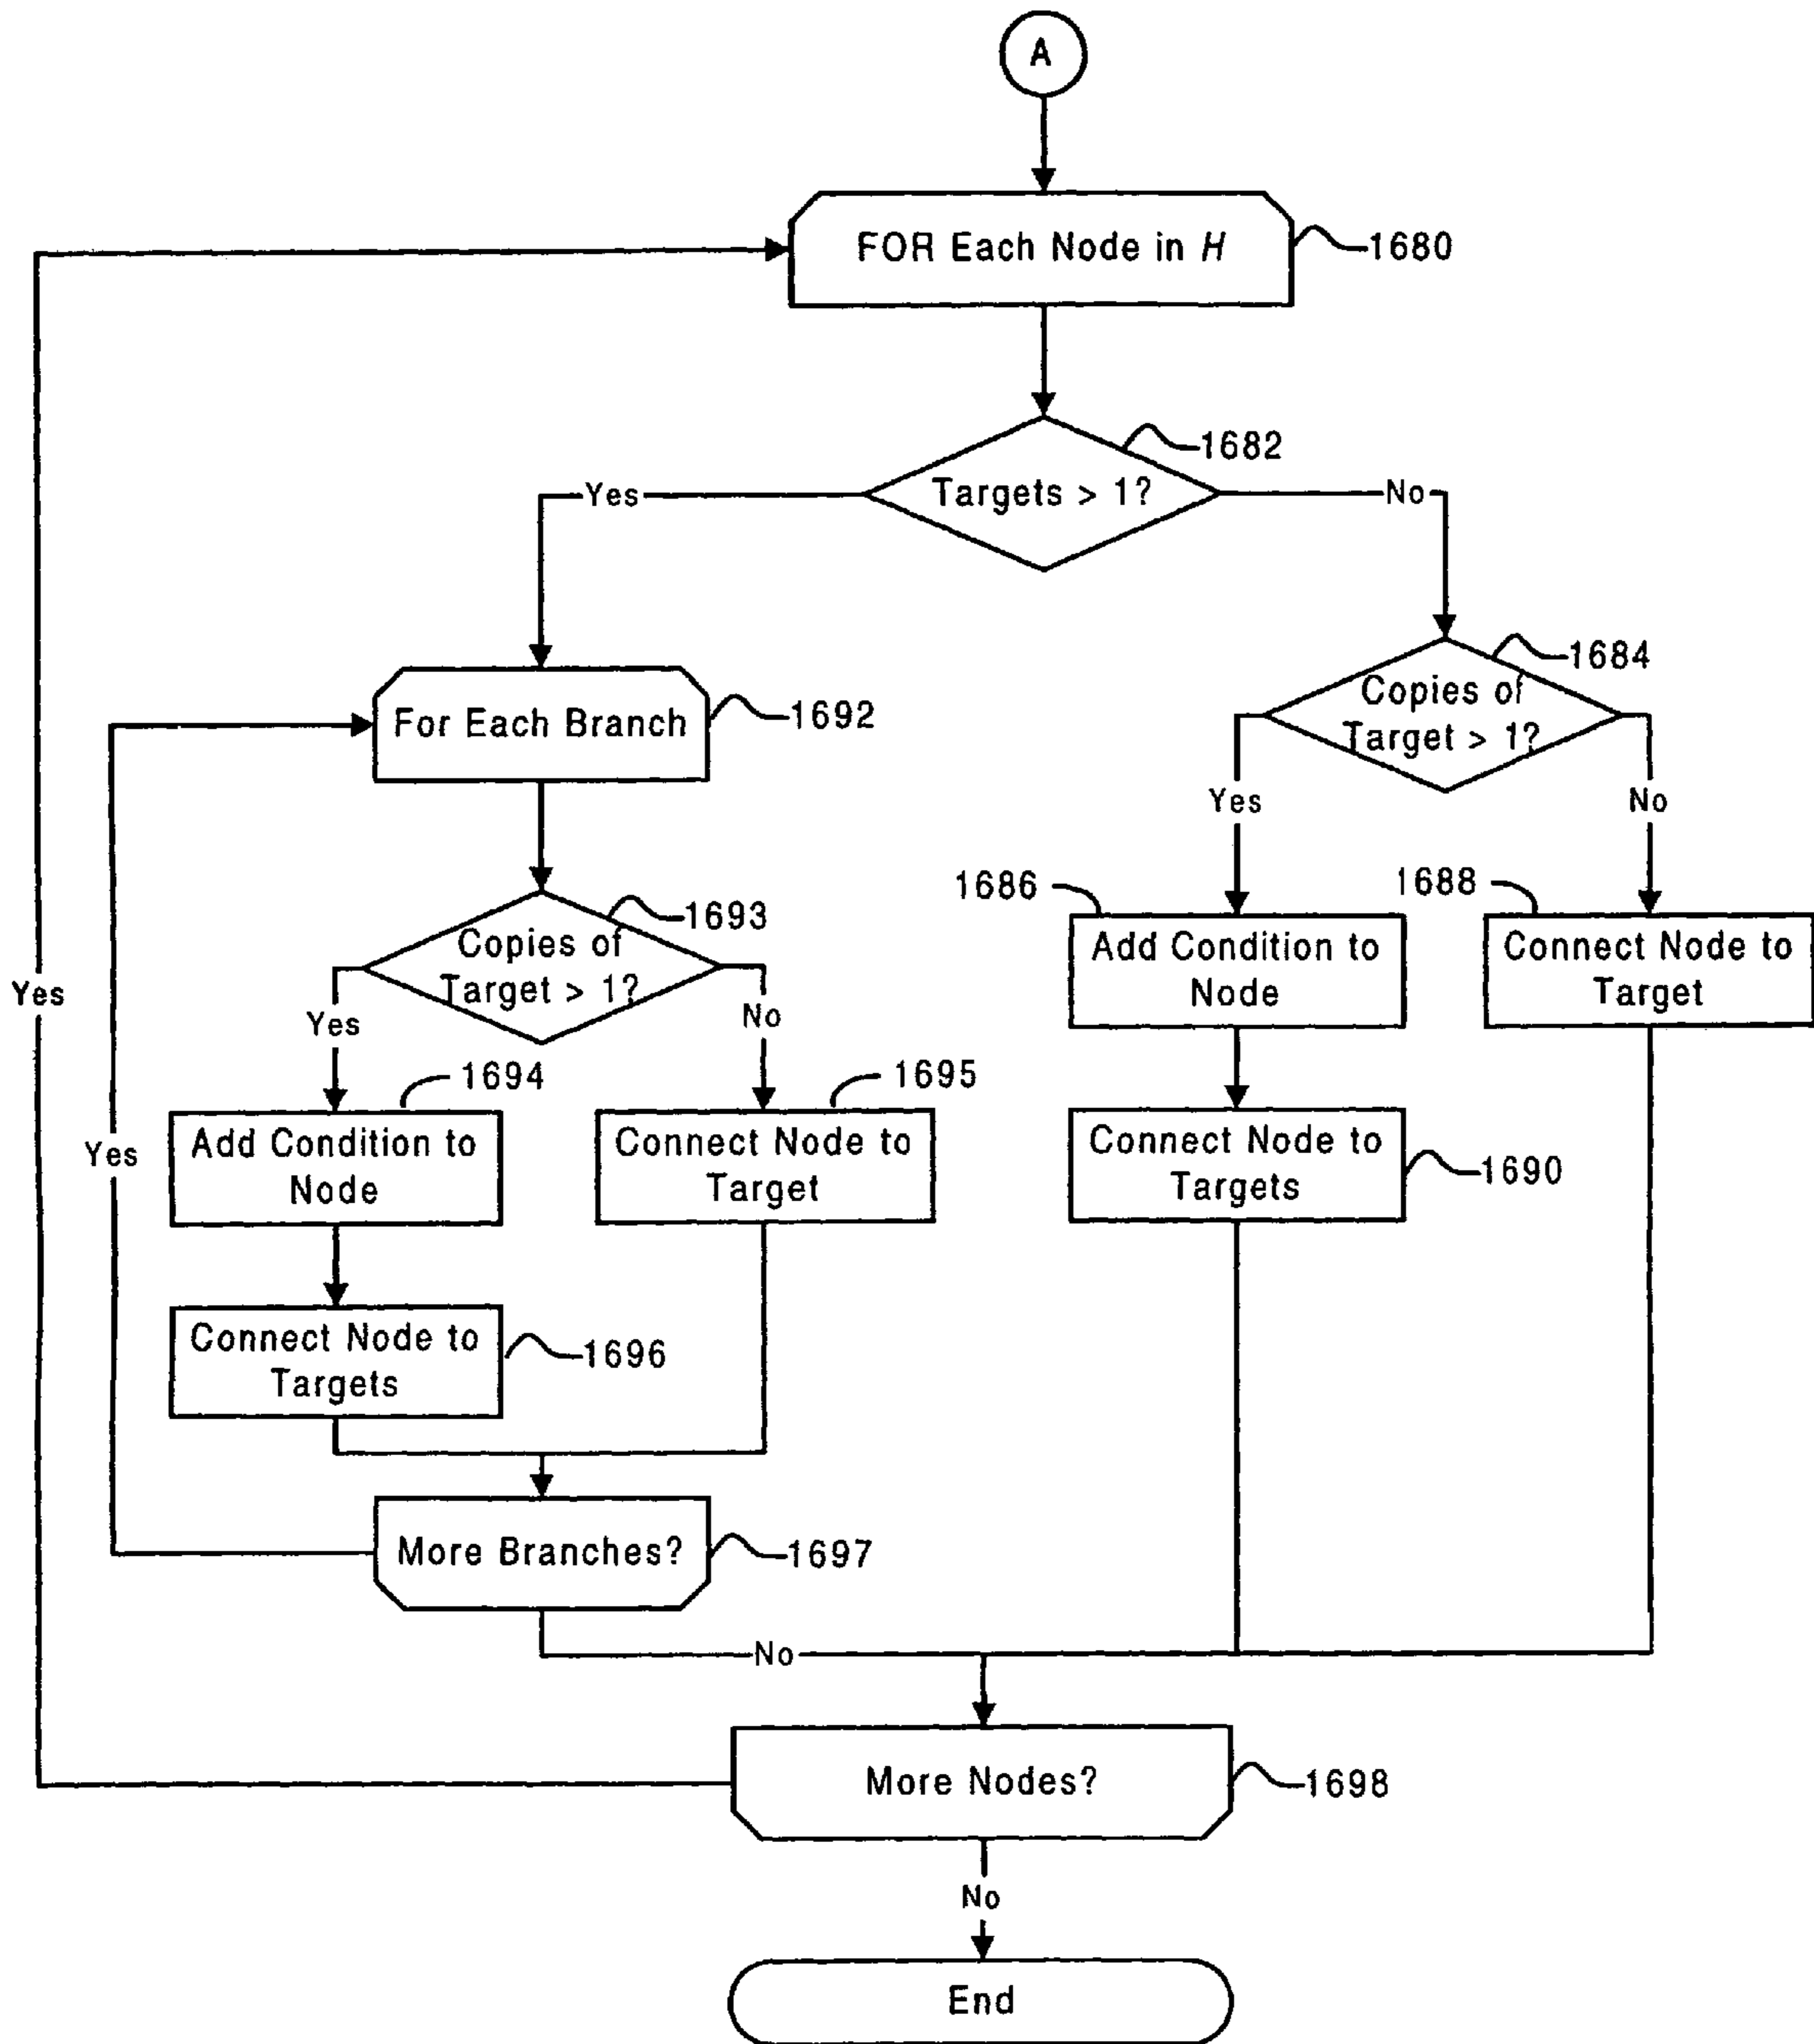 A
FOR Each Node in H
1680
1682
Targets > 1?
Yes
No
1684
Copies of
Target > 1?
Yes
No
For Each Branch
1692
1693
Copies of
Target > 1?
Yes
No
1686
Add Condition to
Node
1688
Connect Node to
Target
Yes
Yes
1694
Add Condition to
Node
1695
Connect Node to
Target
Connect Node to
Targets
1690
Connect Node to
Targets
1696
More Branches?
1697
No
More Nodes?
1698
No
End